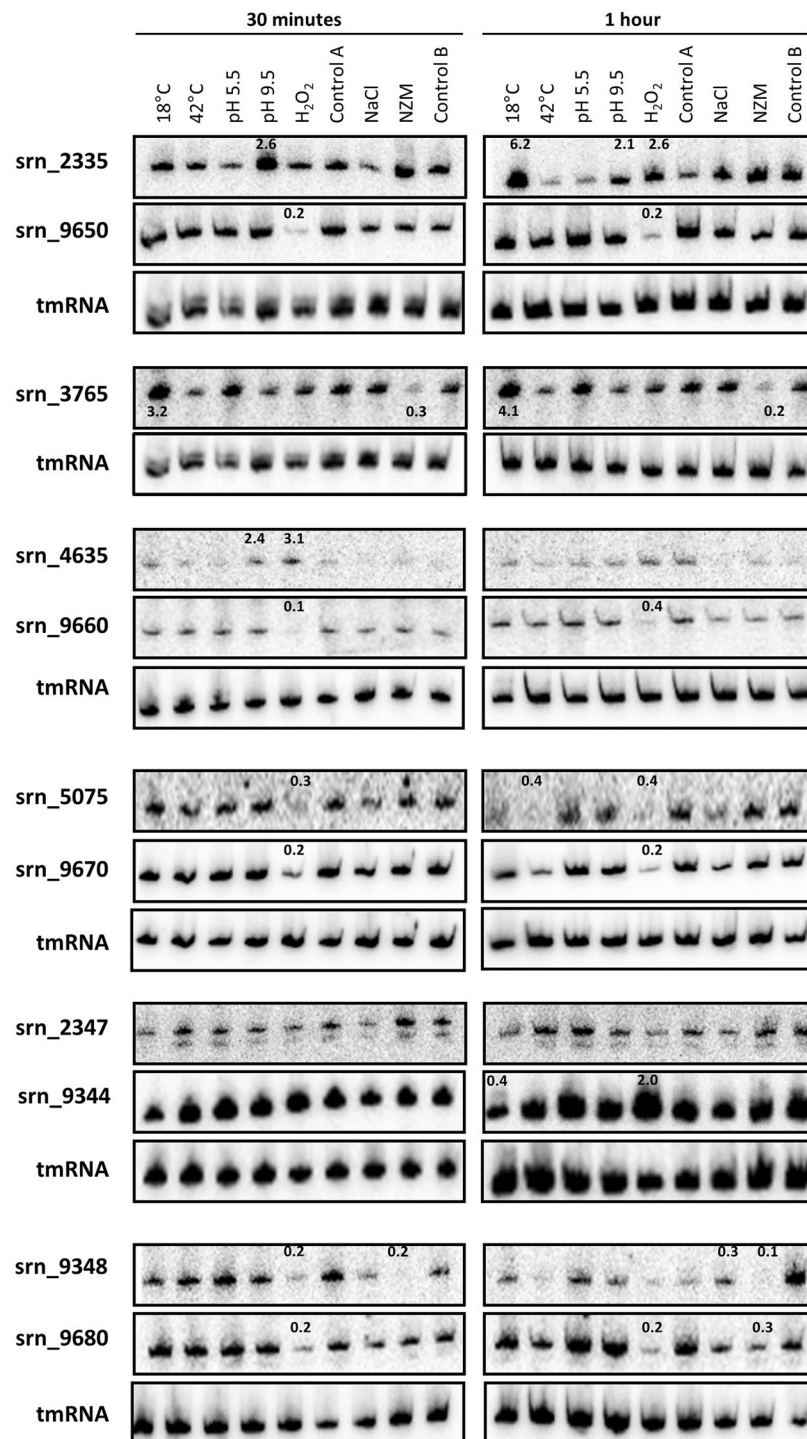 30 minutes 1 hour
18°C 42°C pH 5.5 pH 9.5 H₂O₂ Control A NaCl NZM Control B 18°C 42°C pH 5.5 pH 9.5 H₂O₂ Control A NaCl NZM Control B
2.6 6.2 2.1 2.6
srn_2335
0.2 0.2
srn_9650
tmRNA
srn_3765
3.2 0.3 4.1 0.2
tmRNA
2.4 3.1
srn_4635
0.1 0.4
srn_9660
tmRNA
0.3 0.4 0.4
srn_5075
0.2 0.2
srn_9670
tmRNA
srn_2347
0.4 2.0
srn_9344
tmRNA
0.2 0.2 0.3 0.1
srn_9348
0.2 0.2 0.3
srn_9680
tmRNA